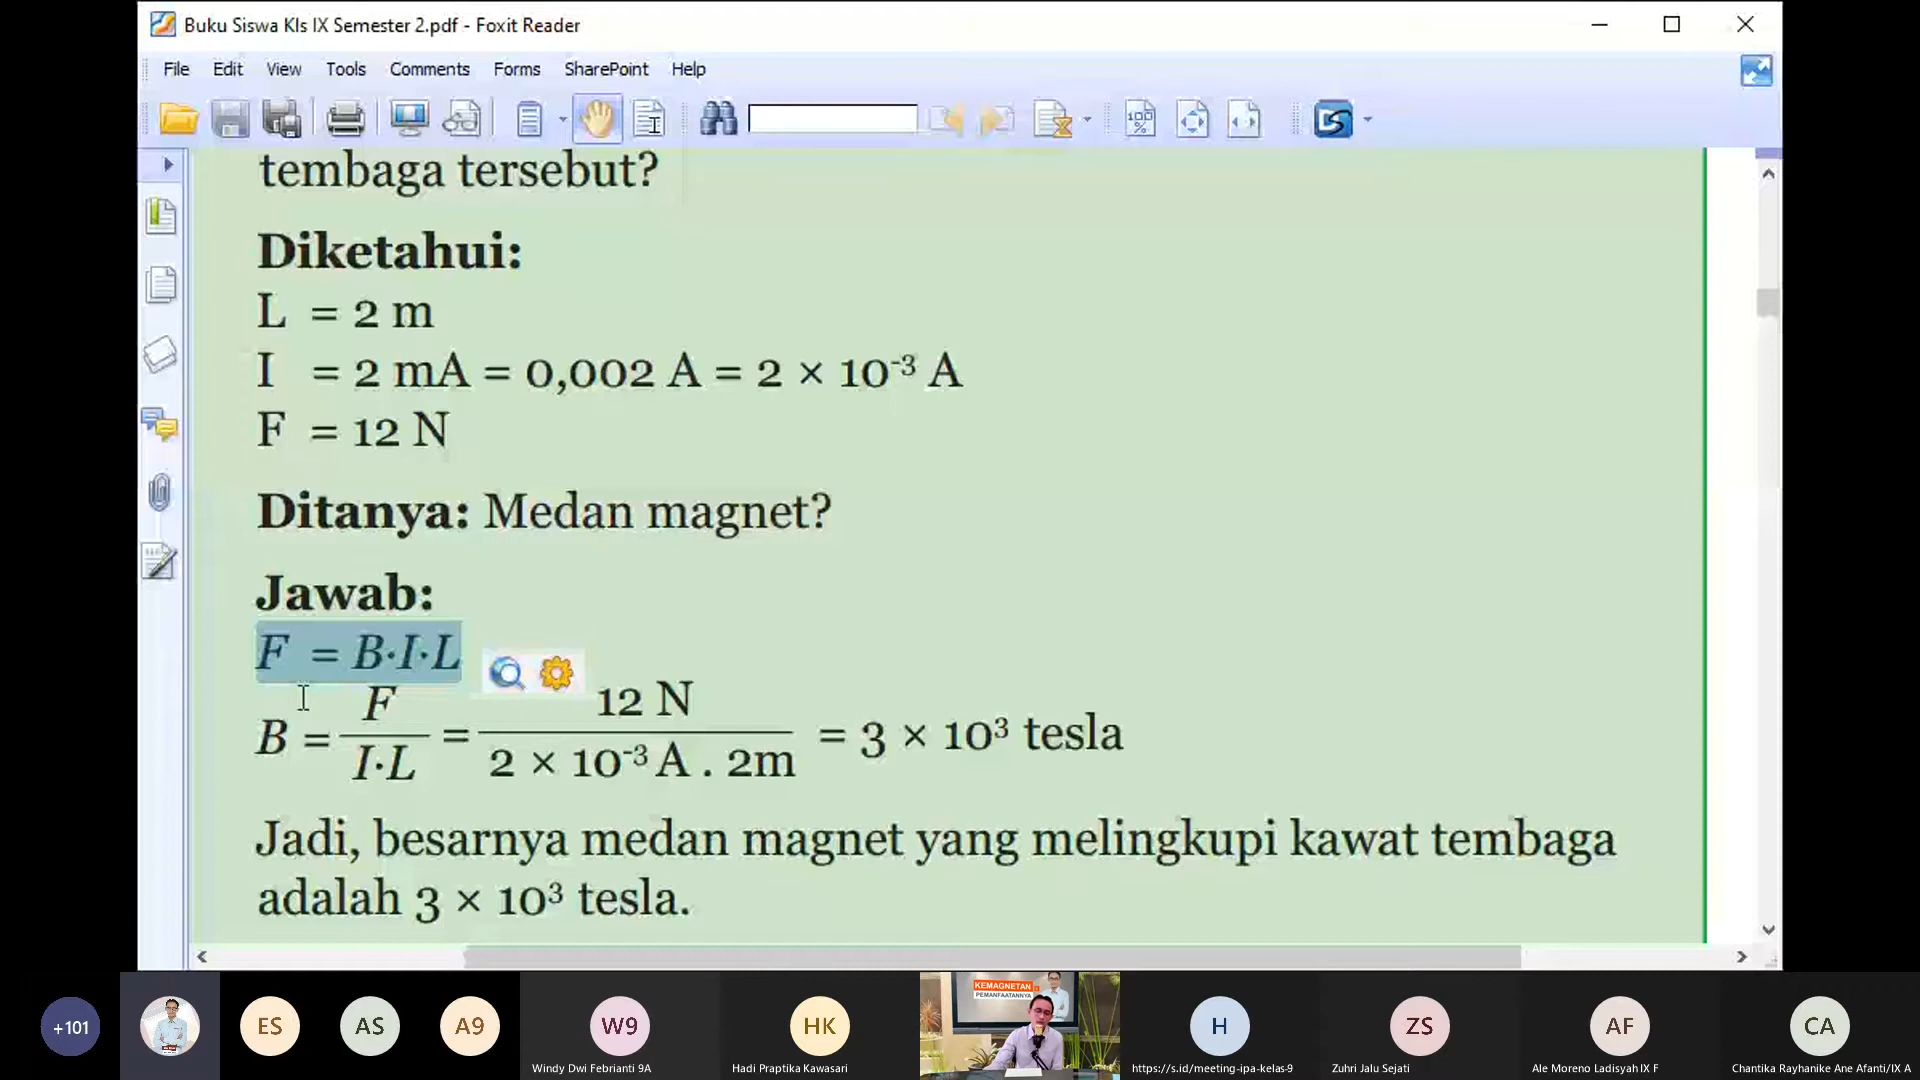 Buku Siswa Kls IX Semester 2.pdf - Foxit Reader
File Edit View Tools Comments Forms SharePoint Help
tembaga tersebut?
Diketahui:
L = 2 m
I = 2 mA = 0,002 A = 2 × 10⁻³ A
F = 12 N
Ditanya: Medan magnet?
Jawab:
F = B·I·L
B = F / I·L = 12 N / 2 × 10⁻³ A . 2m = 3 × 10³ tesla
Jadi, besarnya medan magnet yang melingkupi kawat tembaga
adalah 3 × 10³ tesla.
+101 ES AS A9 W9 HK H ZS AF CA
KEMAGNETAN
PEMANFAATANNYA
Windy Dwi Febrianti 9A Hadi Praptika Kawasari https://s.id/meeting-ipa-kelas-9 Zuhri Jalu Sejati Ale Moreno Ladisyah IX F Chantika Rayhanike Ane Afanti/IX A